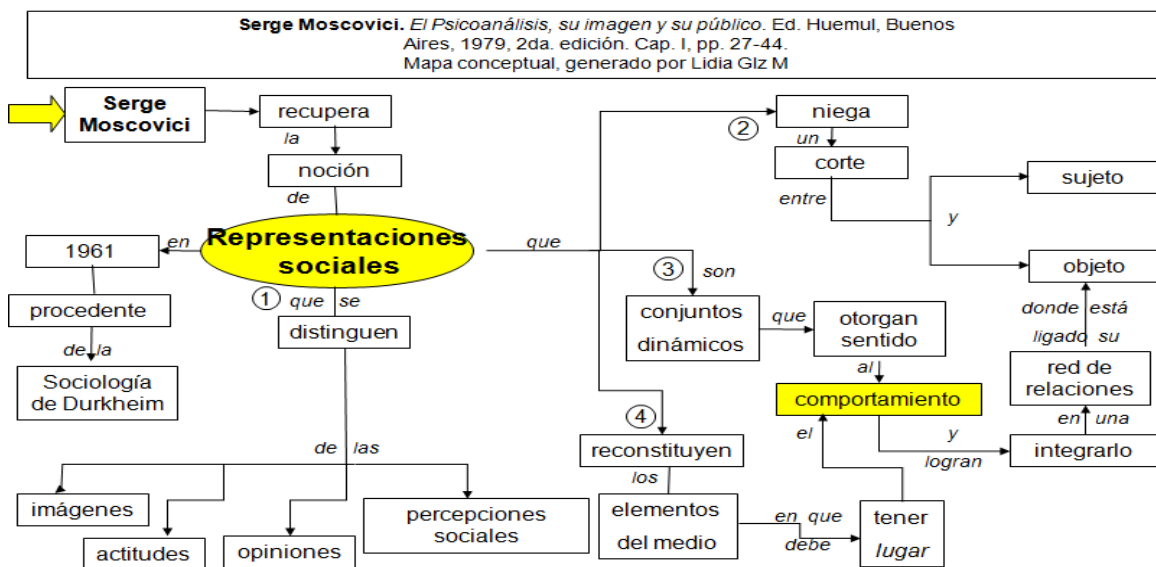 Serge Moscovici. El Psicoanálisis, su imagen y su público. Ed. Huemul, Buenos
Aires, 1979, 2da. edición. Cap. I, pp. 27-44.
Mapa conceptual, generado por Lidia Glz M
Serge
Moscovici
recupera
la
noción
de
Representaciones
sociales
en
1961
procedente
de la
Sociología
de Durkheim
1 que se
distinguen
de las
imágenes
actitudes
opiniones
percepciones
sociales
que
2
niega
un
corte
entre
y
sujeto
objeto
3 son
conjuntos
dinámicos
que
otorgan
sentido
al
comportamiento
y
logran
integrarlo
en una
red de
relaciones
donde está
ligado su
4
reconstituyen
los
elementos
del medio
en que
debe
tener
lugar
el